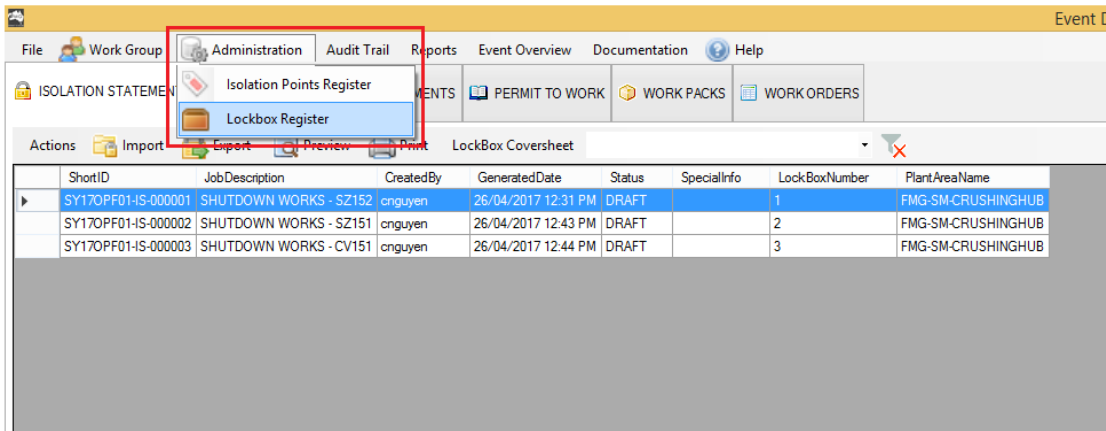 Event D
File Work Group Administration Audit Trail Reports Event Overview Documentation Help
Isolation Points Register
ISOLATION STATEMEN MENTS PERMIT TO WORK WORK PACKS WORK ORDERS
Lockbox Register
Actions Import Export Preview Print LockBox Coversheet
ShortID JobDescription CreatedBy GeneratedDate Status SpecialInfo LockBoxNumber PlantAreaName
SY17OPF01-IS-000001 SHUTDOWN WORKS - SZ152 cnguyen 26/04/2017 12:31 PM DRAFT 1 FMG-SM-CRUSHINGHUB
SY17OPF01-IS-000002 SHUTDOWN WORKS - SZ151 cnguyen 26/04/2017 12:43 PM DRAFT 2 FMG-SM-CRUSHINGHUB
SY17OPF01-IS-000003 SHUTDOWN WORKS - CV151 cnguyen 26/04/2017 12:44 PM DRAFT 3 FMG-SM-CRUSHINGHUB